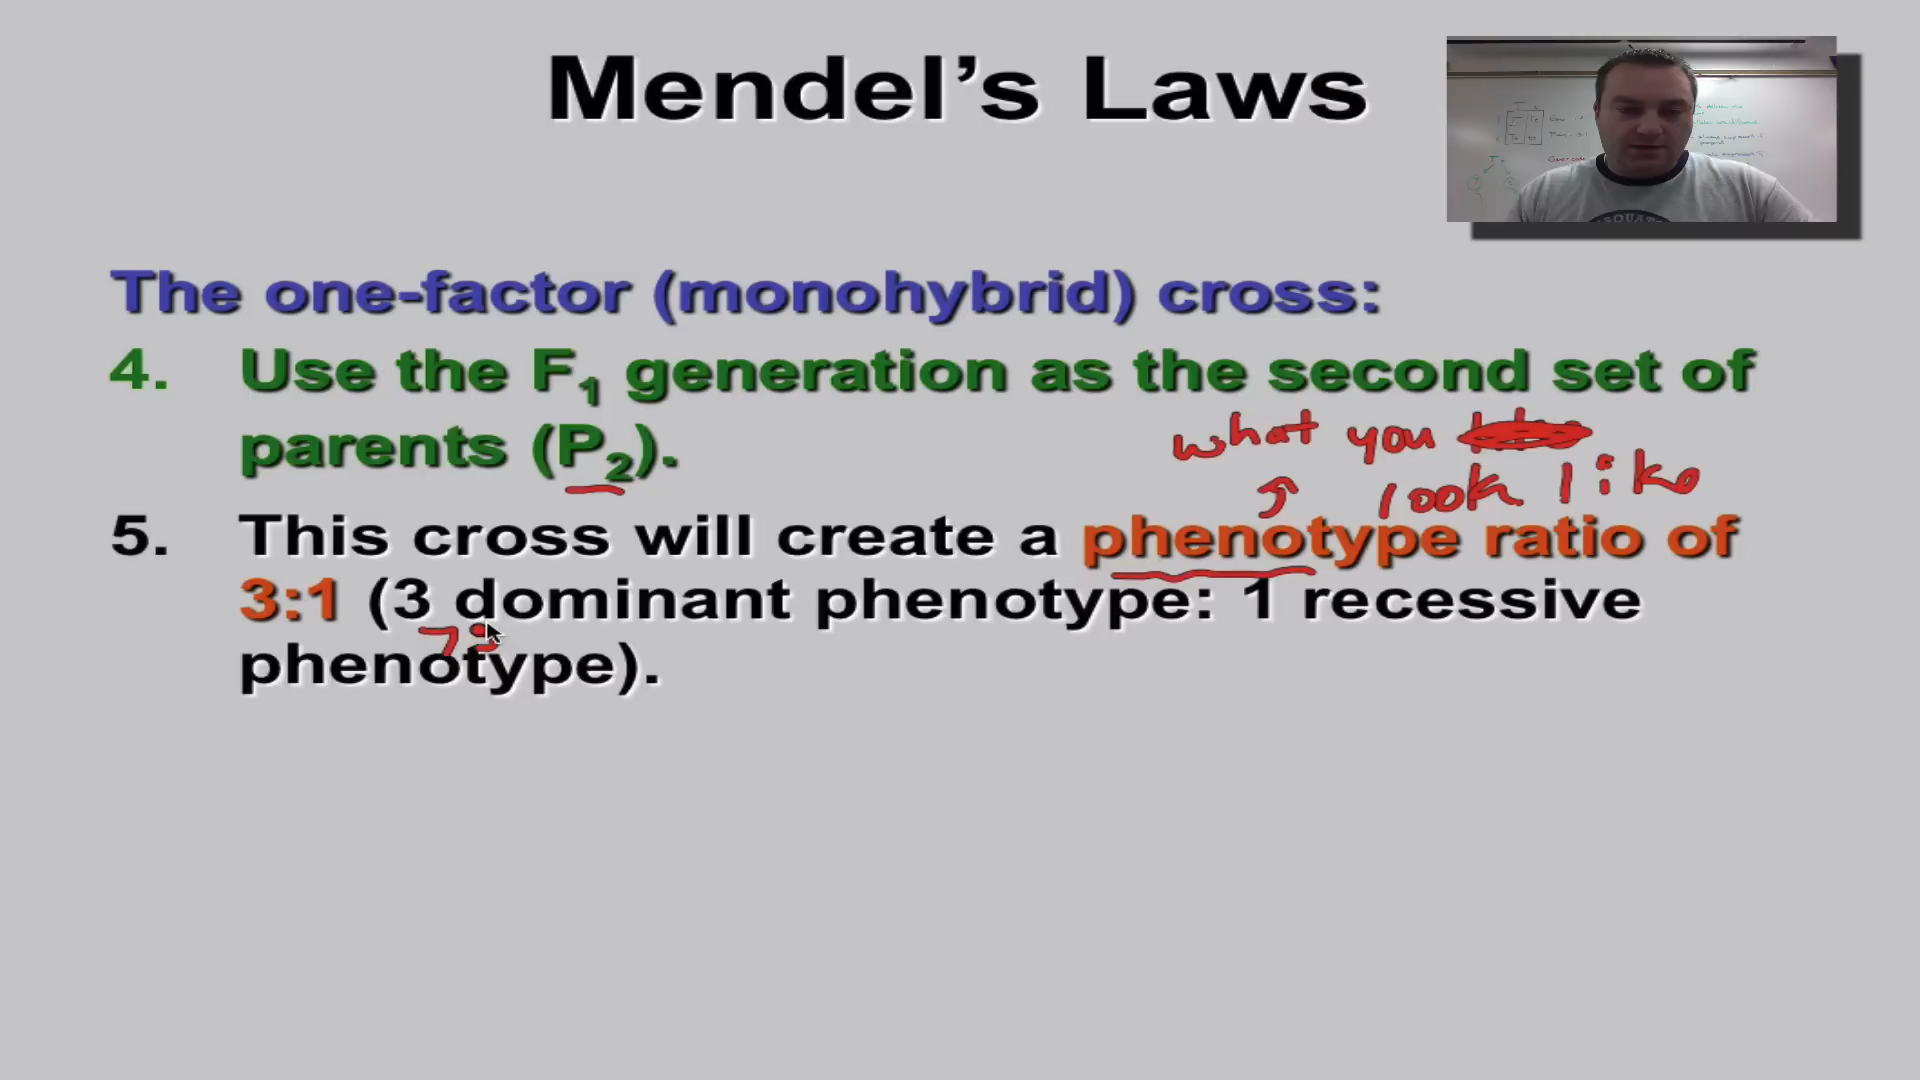 Mendel’s Laws
The one-factor (monohybrid) cross:
4. Use the F1 generation as the second set of
parents (P2).
what you
look like
5. This cross will create a phenotype ratio of
3:1 (3 dominant phenotype: 1 recessive
75
phenotype).